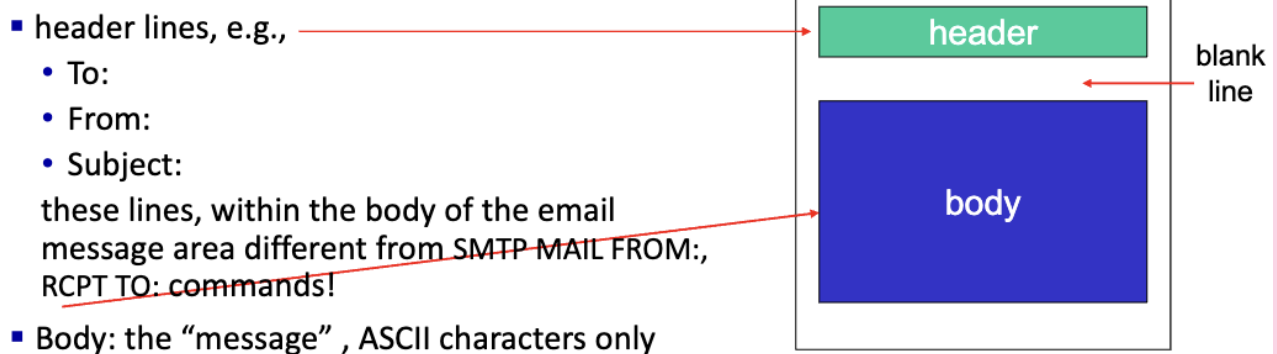 ▪ header lines, e.g.,
• To:
• From:
• Subject:
these lines, within the body of the email
message area different from SMTP MAIL FROM:,
RCPT TO: commands!
▪ Body: the “message” , ASCII characters only
header
blank
line
body